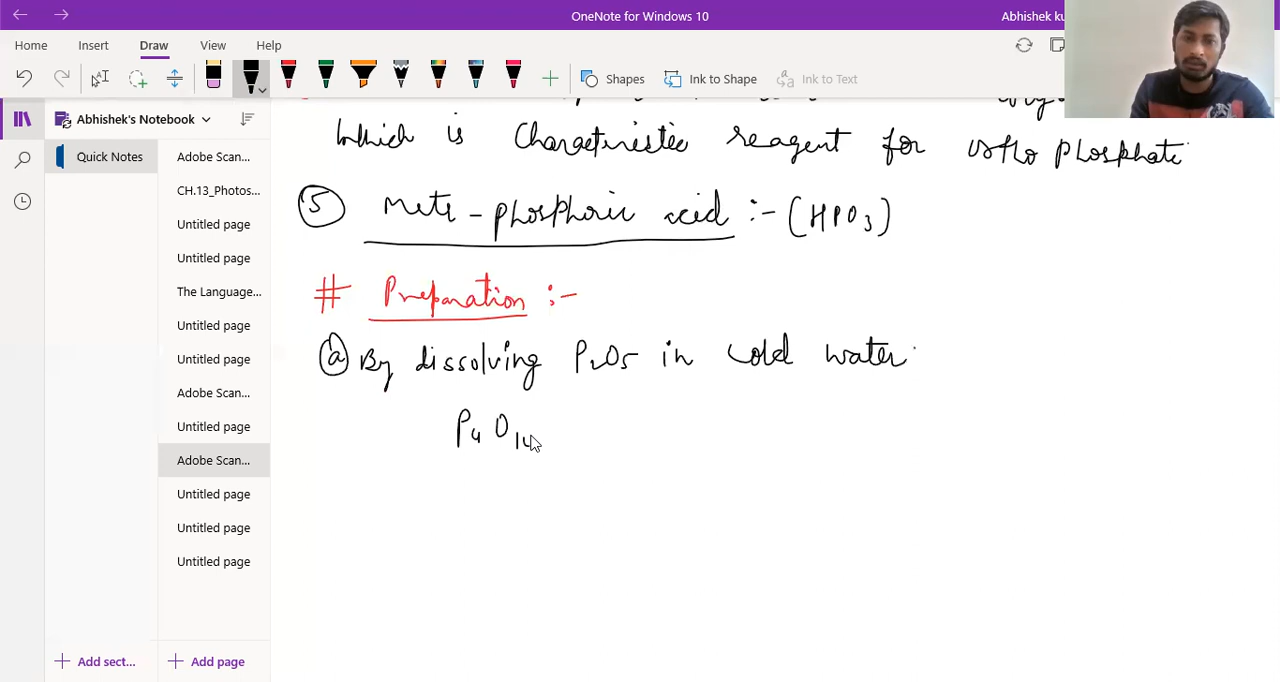 OneNote for Windows 10
Abhishek ku
Home Insert Draw View Help
Shapes Ink to Shape Ink to Text
Abhishek's Notebook
Quick Notes
Adobe Scan...
CH.13_Photos...
Untitled page
Untitled page
The Language...
Untitled page
Untitled page
Adobe Scan...
Untitled page
Adobe Scan...
Untitled page
Untitled page
Untitled page
Add sect...
Add page
Which is Characteristic reagent for ortho phosphate
5 Meta - phosphoric acid :- (HPO3)
# Preparation :-
a By dissolving P2O5 in cold water
P4 O